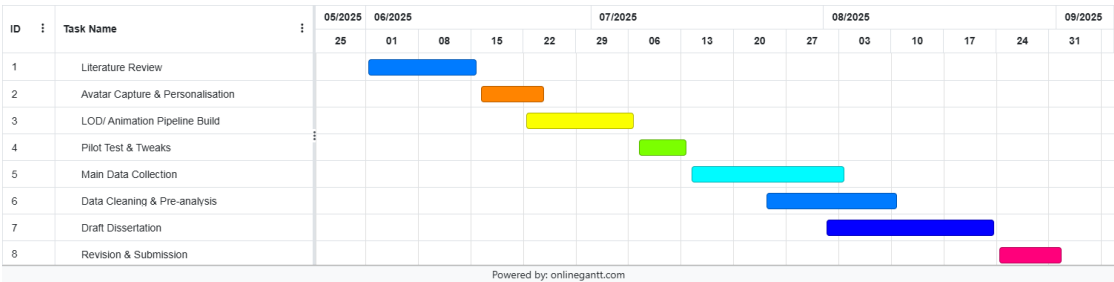 05/2025 06/2025 07/2025 08/2025 09/2025
ID Task Name
25 01 08 15 22 29 06 13 20 27 03 10 17 24 31
1 Literature Review
2 Avatar Capture & Personalisation
3 LOD/ Animation Pipeline Build
4 Pilot Test & Tweaks
5 Main Data Collection
6 Data Cleaning & Pre-analysis
7 Draft Dissertation
8 Revision & Submission
Powered by: onlinegantt.com